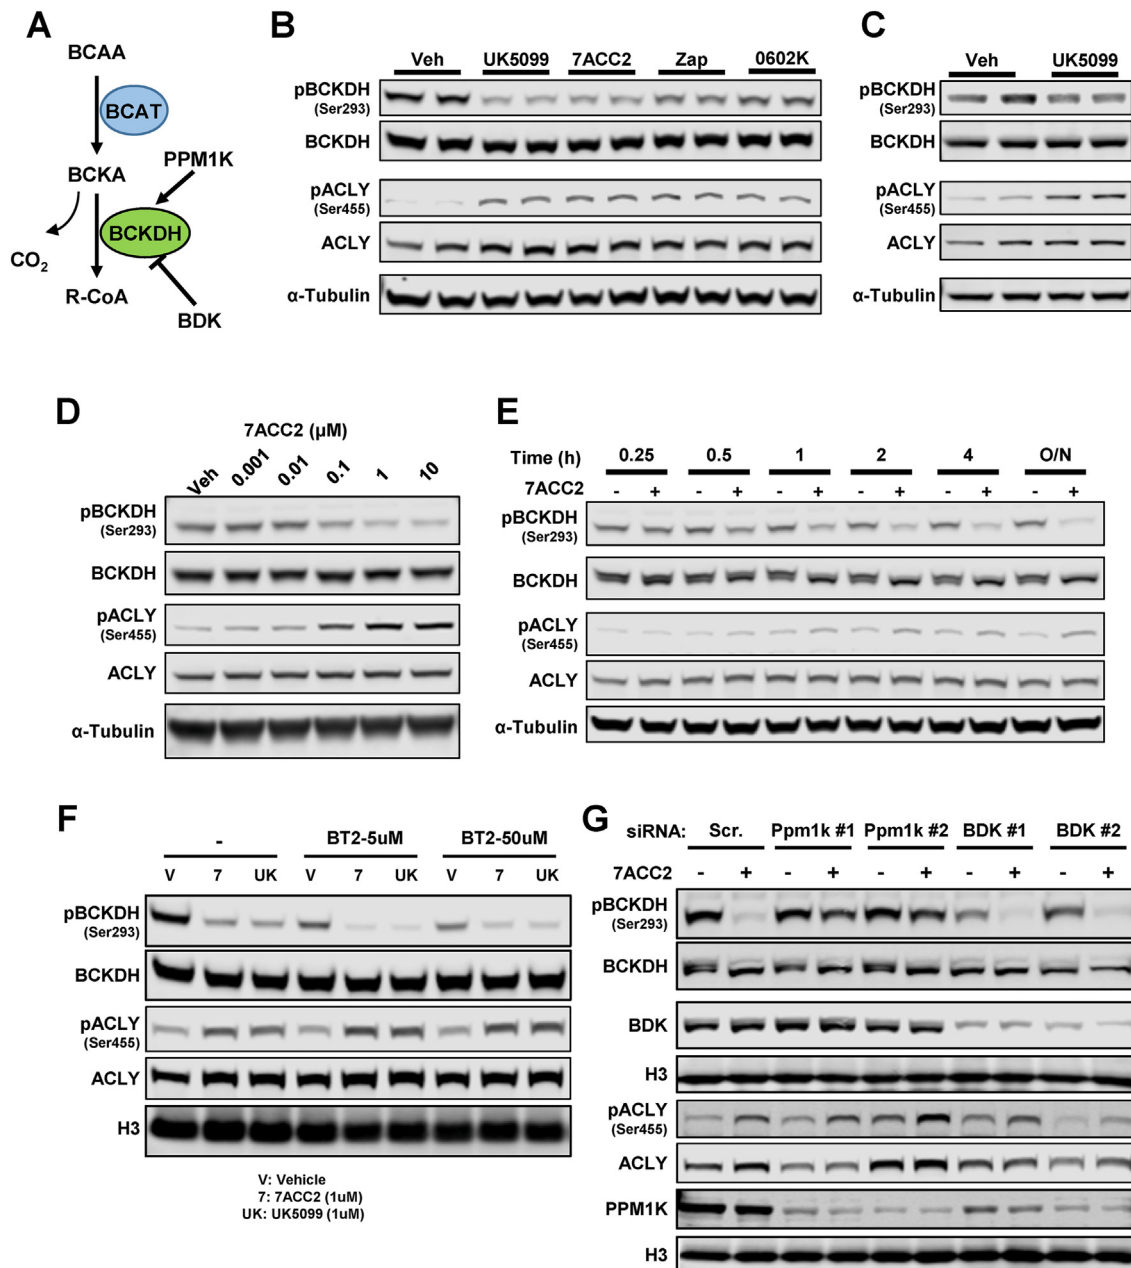 A
BCAA
BCAT
BCKA
PPM1K
BCKDH
CO2
R-CoA
BDK
B
Veh UK5099 7ACC2 Zap 0602K
pBCKDH
(Ser293)
BCKDH
pACLY
(Ser455)
ACLY
α-Tubulin
C
Veh UK5099
pBCKDH
(Ser293)
BCKDH
pACLY
(Ser455)
ACLY
α-Tubulin
D
7ACC2 (µM)
Veh 0.001 0.01 0.1 1 10
pBCKDH
(Ser293)
BCKDH
pACLY
(Ser455)
ACLY
α-Tubulin
E
Time (h) 0.25 0.5 1 2 4 O/N
7ACC2 - + - + - + - + - + - +
pBCKDH
(Ser293)
BCKDH
pACLY
(Ser455)
ACLY
α-Tubulin
F
- BT2-5uM BT2-50uM
V 7 UK V 7 UK V 7 UK
pBCKDH
(Ser293)
BCKDH
pACLY
(Ser455)
ACLY
H3
V: Vehicle
7: 7ACC2 (1uM)
UK: UK5099 (1uM)
G
siRNA: Scr. Ppm1k #1 Ppm1k #2 BDK #1 BDK #2
7ACC2 - + - + - + - + - +
pBCKDH
(Ser293)
BCKDH
BDK
H3
pACLY
(Ser455)
ACLY
PPM1K
H3